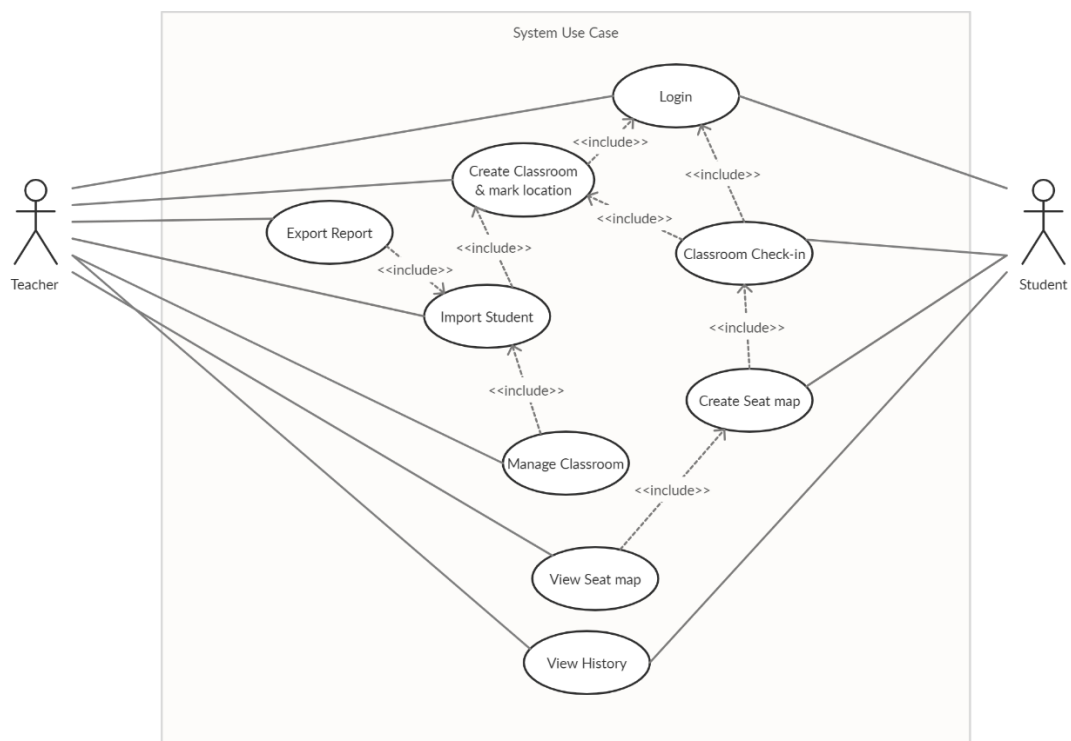 System Use Case
Login
<<include>>
Create Classroom
& mark location
<<include>>
Teacher
Export Report
<<include>>
<<include>>
Classroom Check-in
Student
<<include>>
Import Student
<<include>>
<<include>>
Create Seat map
Manage Classroom
<<include>>
View Seat map
View History